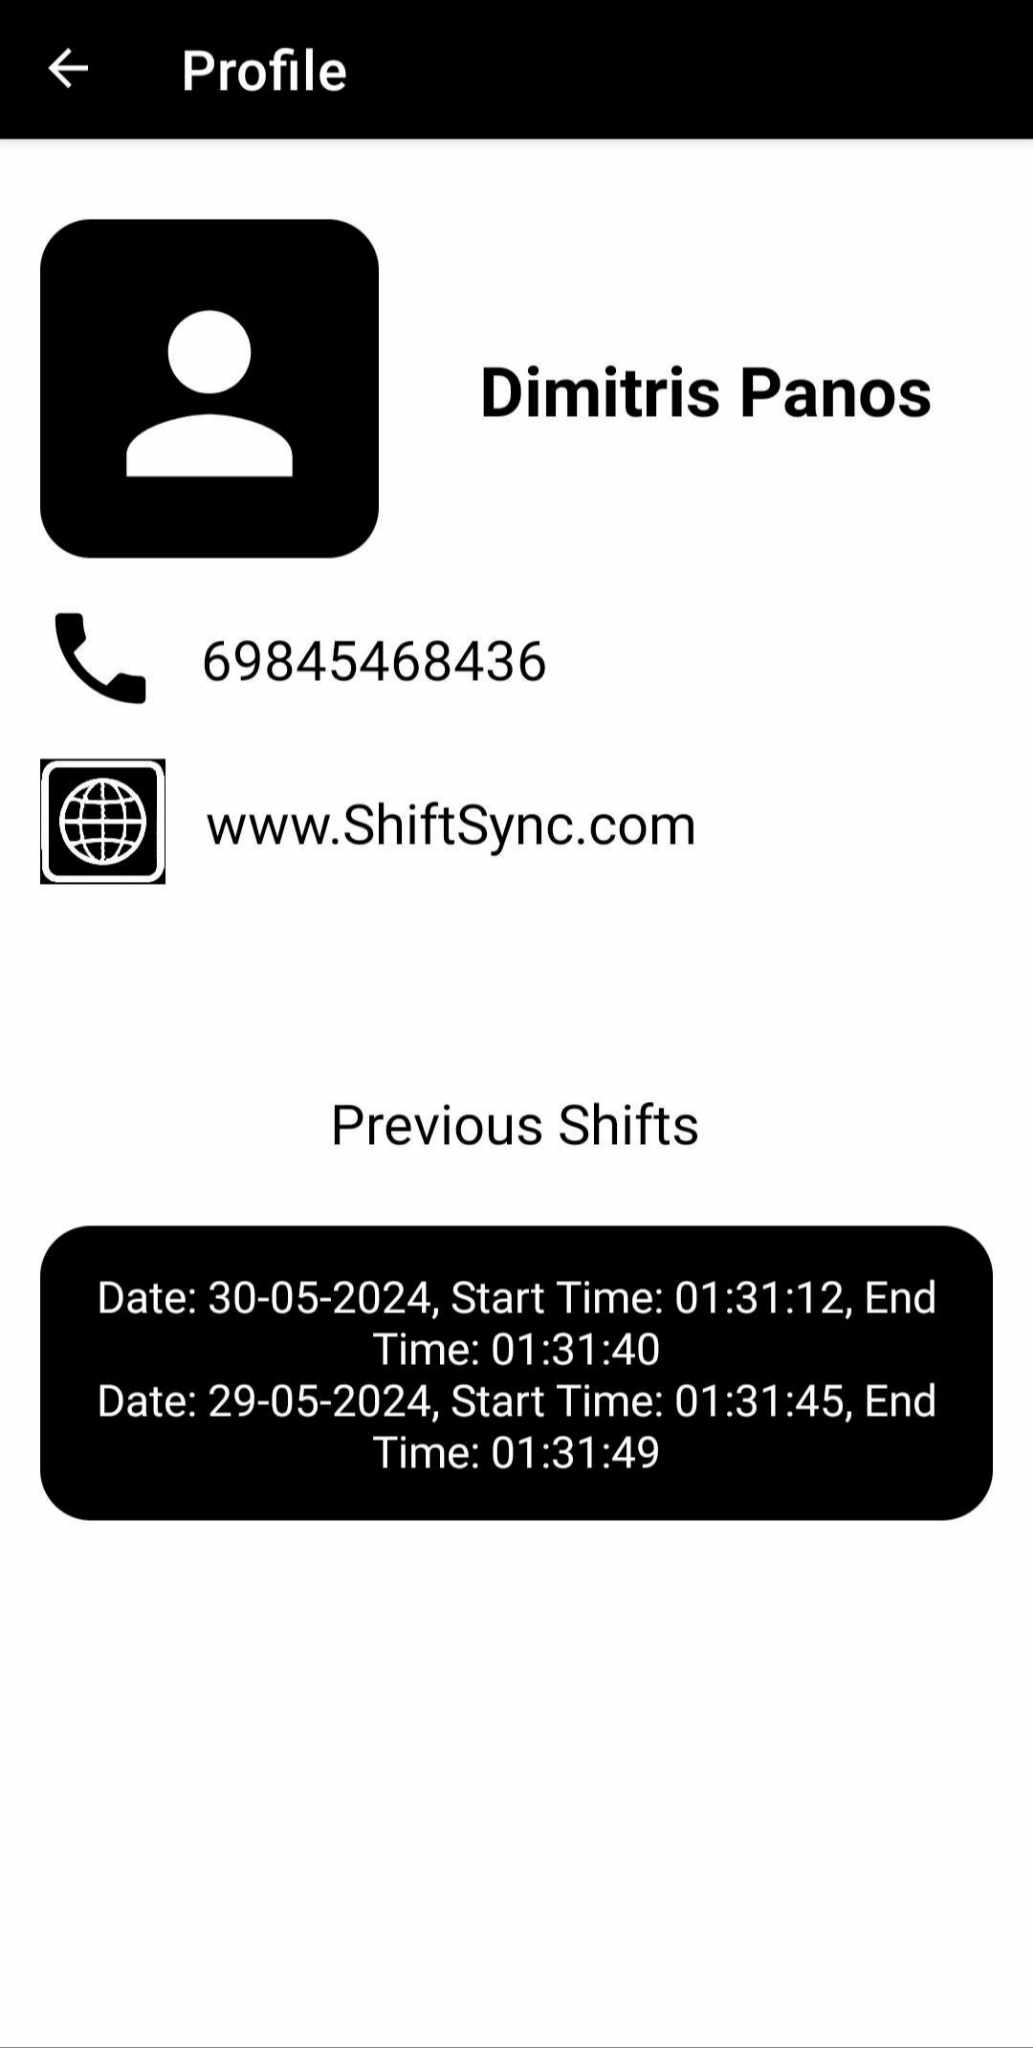 Profile
Dimitris Panos
69845468436
www.ShiftSync.com
Previous Shifts
Date: 30-05-2024, Start Time: 01:31:12, End
Time: 01:31:40
Date: 29-05-2024, Start Time: 01:31:45, End
Time: 01:31:49